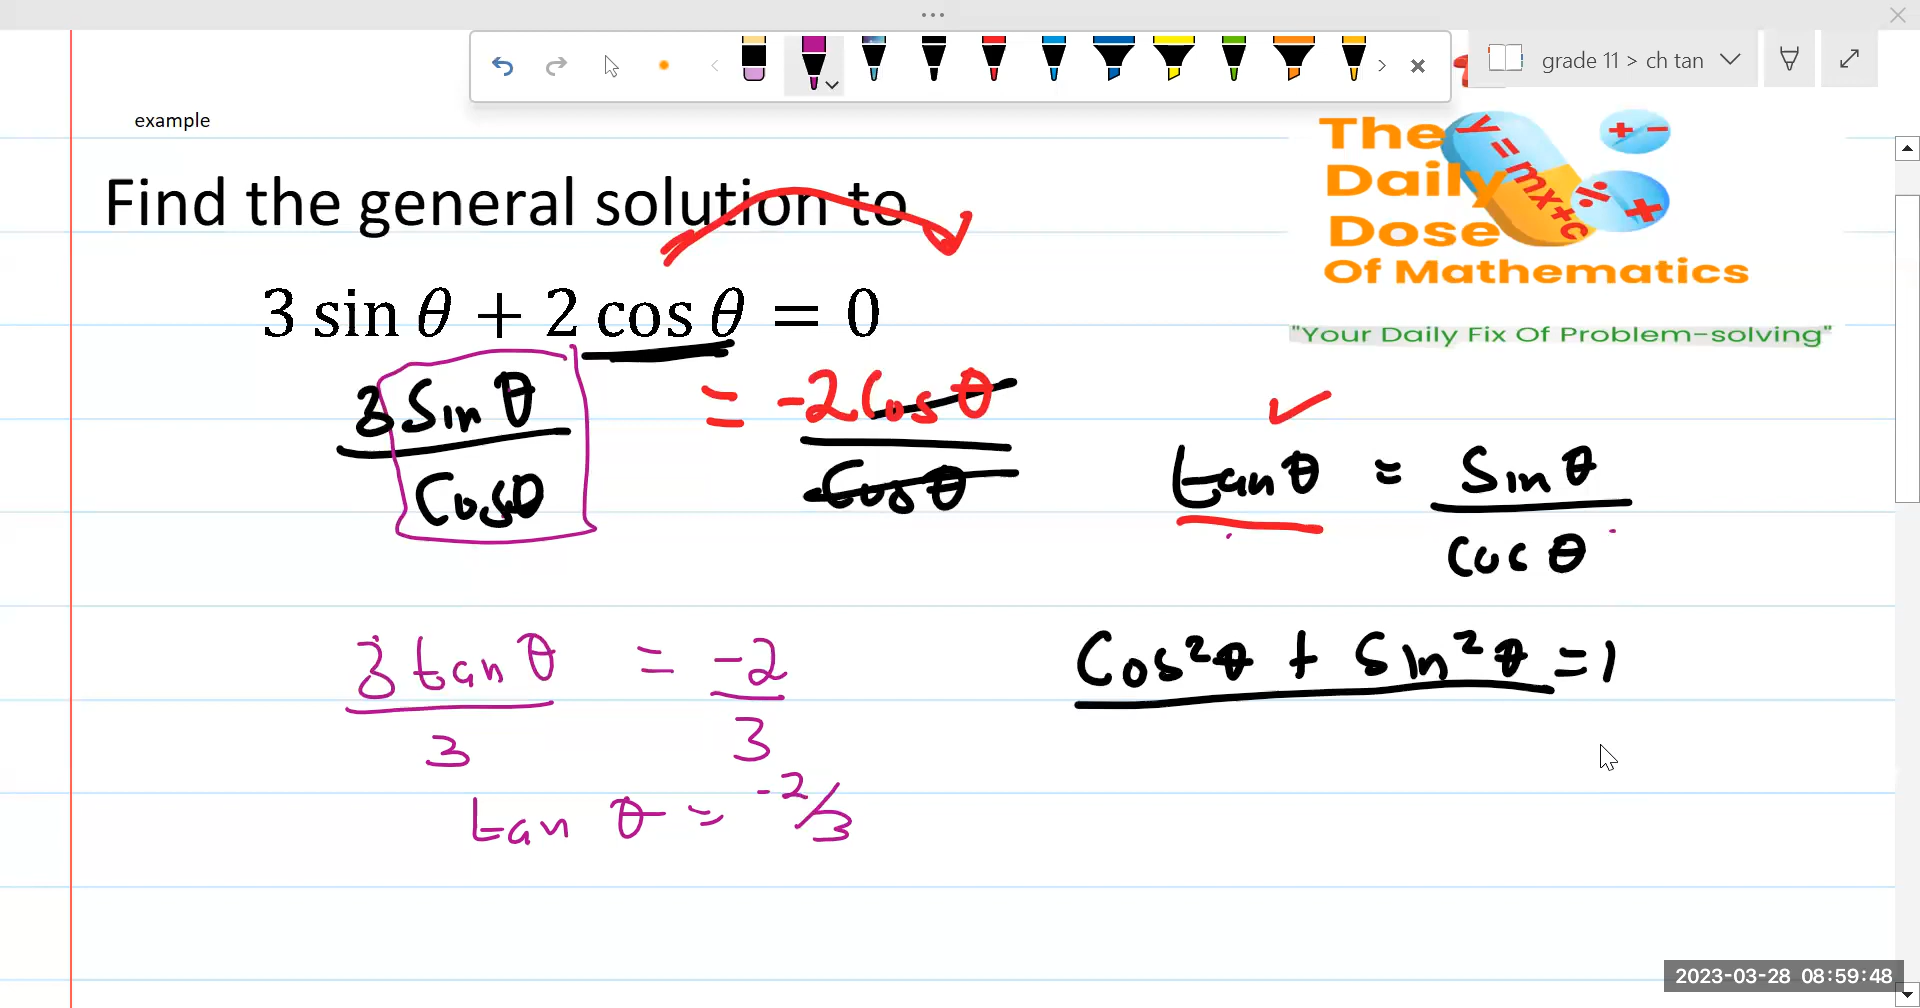 grade 11 > ch tan
example
The
Daily
Dose
Of Mathematics
y=mx+c
+ −
÷ ×
"Your Daily Fix Of Problem-solving"
Find the general solution to
3 sin θ + 2 cos θ = 0
3 Sin θ / Cos θ = -2 Cos θ / Cos θ
tan θ = Sin θ / Cos θ
3 tan θ / 3 = -2 / 3
Cos²θ + Sin²θ = 1
tan θ = -2/3
2023-03-28 08:59:48